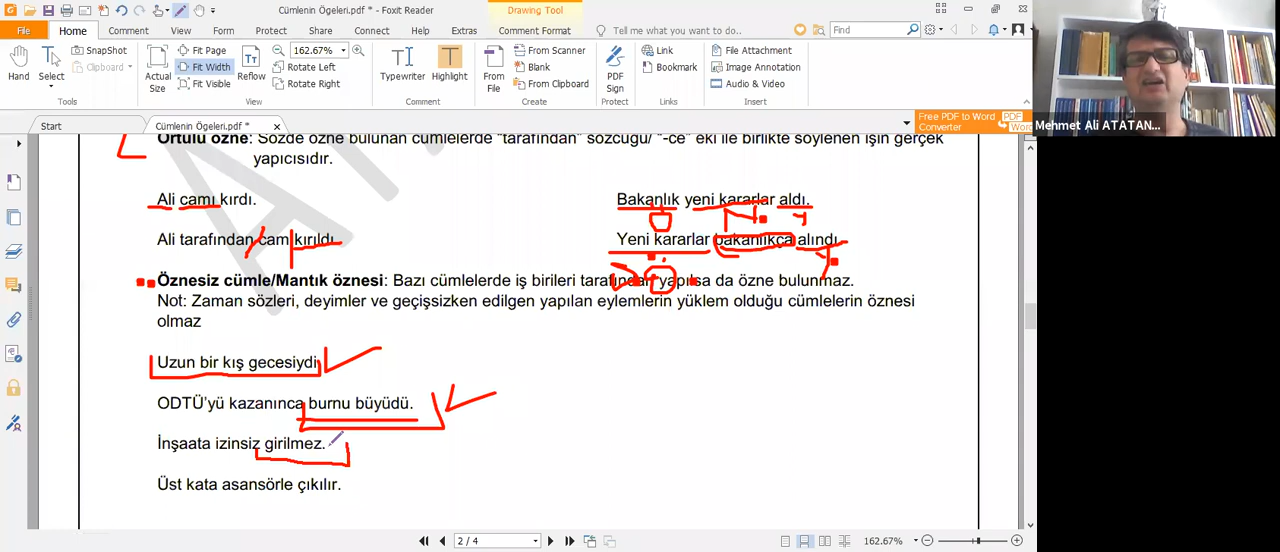 Cümlenin Ögeleri.pdf * - Foxit Reader
Drawing Tool
File Home Comment View Form Protect Share Connect Help Extras Comment Format Tell me what you want to do... Find
Hand Select SnapShot Clipboard Actual Size Fit Page Fit Width Fit Visible Reflow 162.67% Rotate Left Rotate Right Typewriter Highlight From File From Scanner Blank From Clipboard PDF Sign Link Bookmark File Attachment Image Annotation Audio & Video
Tools View Comment Create Protect Links Insert
Start Cümlenin Ögeleri.pdf *
Free PDF to Word Converter
PDF
Word
Mehmet Ali ATATAN...
Örtülü özne: Sözde özne bulunan cümlelerde "tarafından" sözcüğü/ "-ce" eki ile birlikte söylenen işin gerçek
yapıcısıdır.
Ali camı kırdı. Bakanlık yeni kararlar aldı.
Ali tarafından cam kırıldı. Yeni kararlar bakanlıkça alındı.
Öznesiz cümle/Mantık öznesi: Bazı cümlelerde iş birileri tarafından yapılsa da özne bulunmaz.
Not: Zaman sözleri, deyimler ve geçişsizken edilgen yapılan eylemlerin yüklem olduğu cümlelerin öznesi
olmaz
Uzun bir kış gecesiydi
ODTÜ'yü kazanınca burnu büyüdü.
İnşaata izinsiz girilmez.
Üst kata asansörle çıkılır.
2 / 4
162.67%